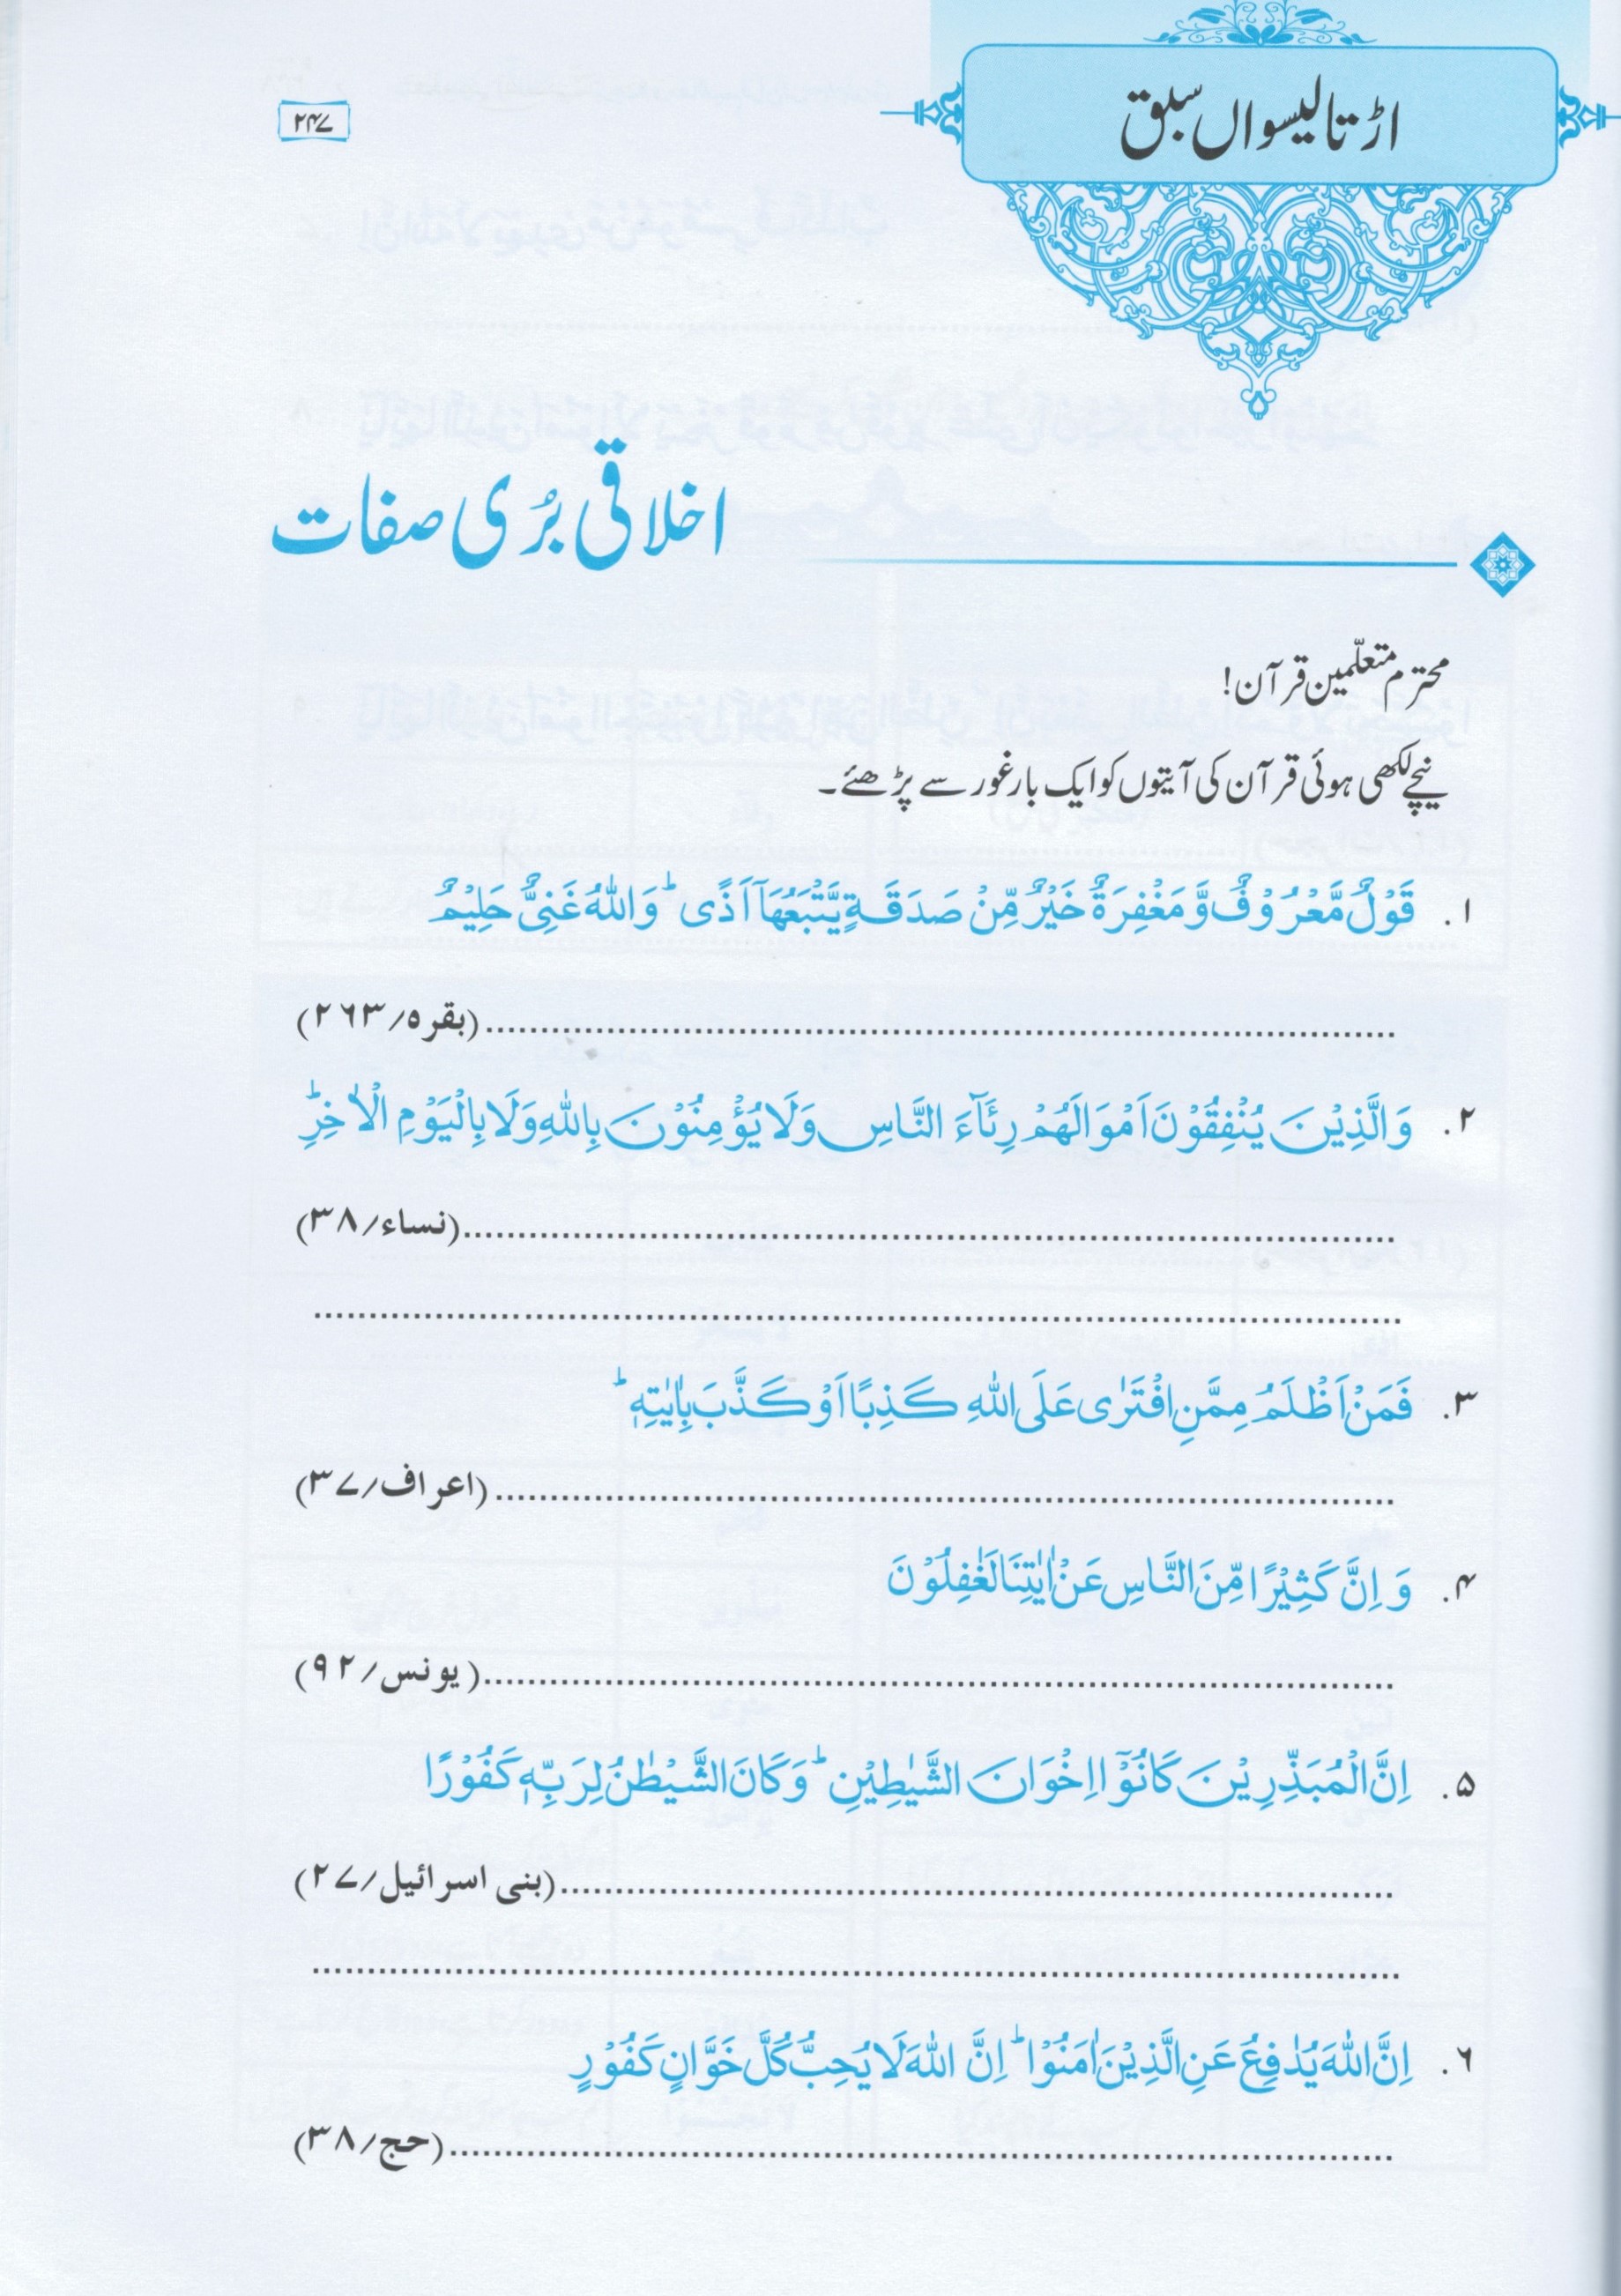 اڑتالیسواں سبق
۲۴۷
اخلاقی بُری صفات
محترم متعلّمین قرآن!
نیچے لکھی ہوئی قرآن کی آیتوں کو ایک بار غور سے پڑھئے۔
۱. قَوۡلٌ مَّعۡرُوۡفٌ وَّ مَغۡفِرَةٌ خَيۡرٌ مِّنۡ صَدَقَةٍ يَّتۡبَعُهَاۤ اَذًى ؕ وَ اللّٰهُ غَنِىٌّ حَلِيۡمٌ
................................(بقرہ/۲۶۳)
۲. وَ الَّذِيۡنَ يُنۡفِقُوۡنَ اَمۡوَالَهُمۡ رِئَآءَ النَّاسِ وَ لَا يُؤۡمِنُوۡنَ بِاللّٰهِ وَ لَا بِالۡيَوۡمِ الۡاٰخِرِؕ
................................(نساء/۳۸)
................................
۳. فَمَنۡ اَظۡلَمُ مِمَّنِ افۡتَرٰى عَلَى اللّٰهِ كَذِبًا اَوۡ كَذَّبَ بِاٰيٰتِهٖ ؕ
................................(اعراف/۳۷)
۴. وَ اِنَّ كَثِيۡرًا مِّنَ النَّاسِ عَنۡ اٰيٰتِنَا لَغٰفِلُوۡنَ
................................(یونس/۹۲)
۵. اِنَّ الۡمُبَذِّرِيۡنَ كَانُوۡۤا اِخۡوَانَ الشَّيٰطِيۡنِ ؕ وَ كَانَ الشَّيۡطٰنُ لِرَبِّهٖ كَفُوۡرًا
................................(بنی اسرائیل/۲۷)
................................
۶. اِنَّ اللّٰهَ يُدٰفِعُ عَنِ الَّذِيۡنَ اٰمَنُوۡا ؕ اِنَّ اللّٰهَ لَا يُحِبُّ كُلَّ خَوَّانٍ كَفُوۡرٍ
................................(حج/۳۸)